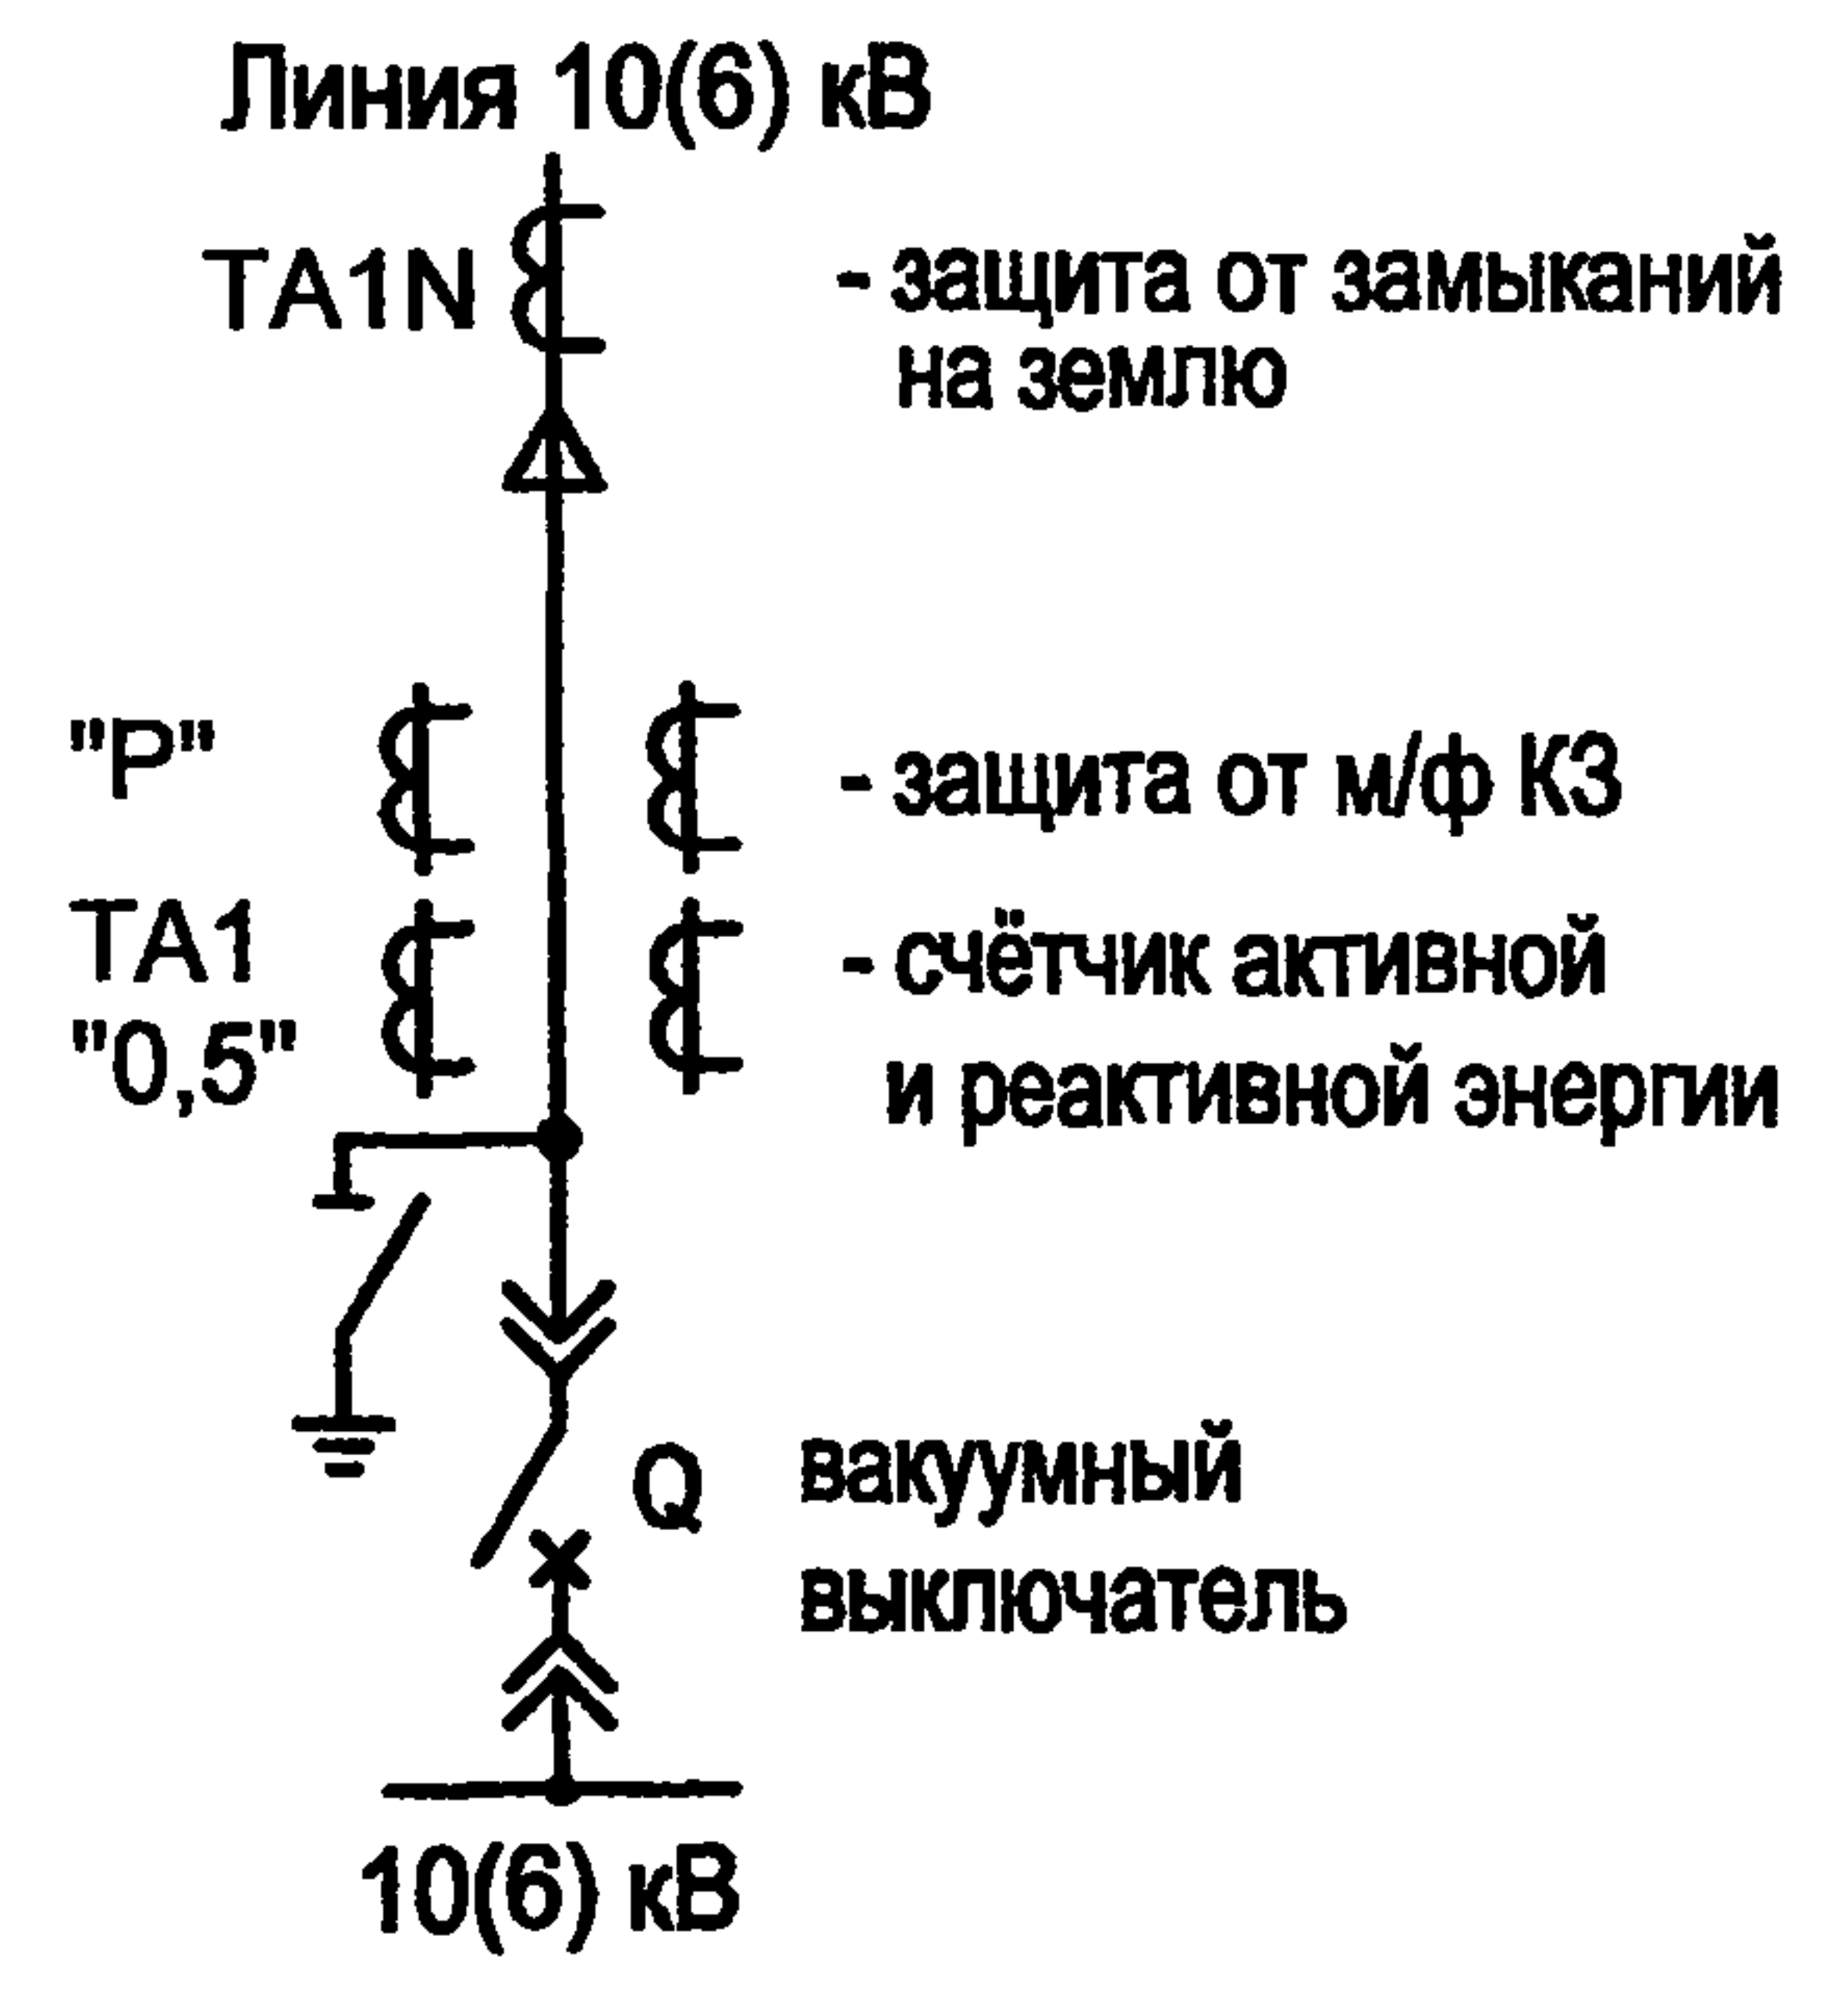 Линия 10(6) кВ
TA1N
- защита от замыканий
на землю
"P"
- защита от м/ф КЗ
TA1
- счётчик активной
"0,5"
и реактивной энергии
Q
вакуумный
выключатель
10(6) кВ